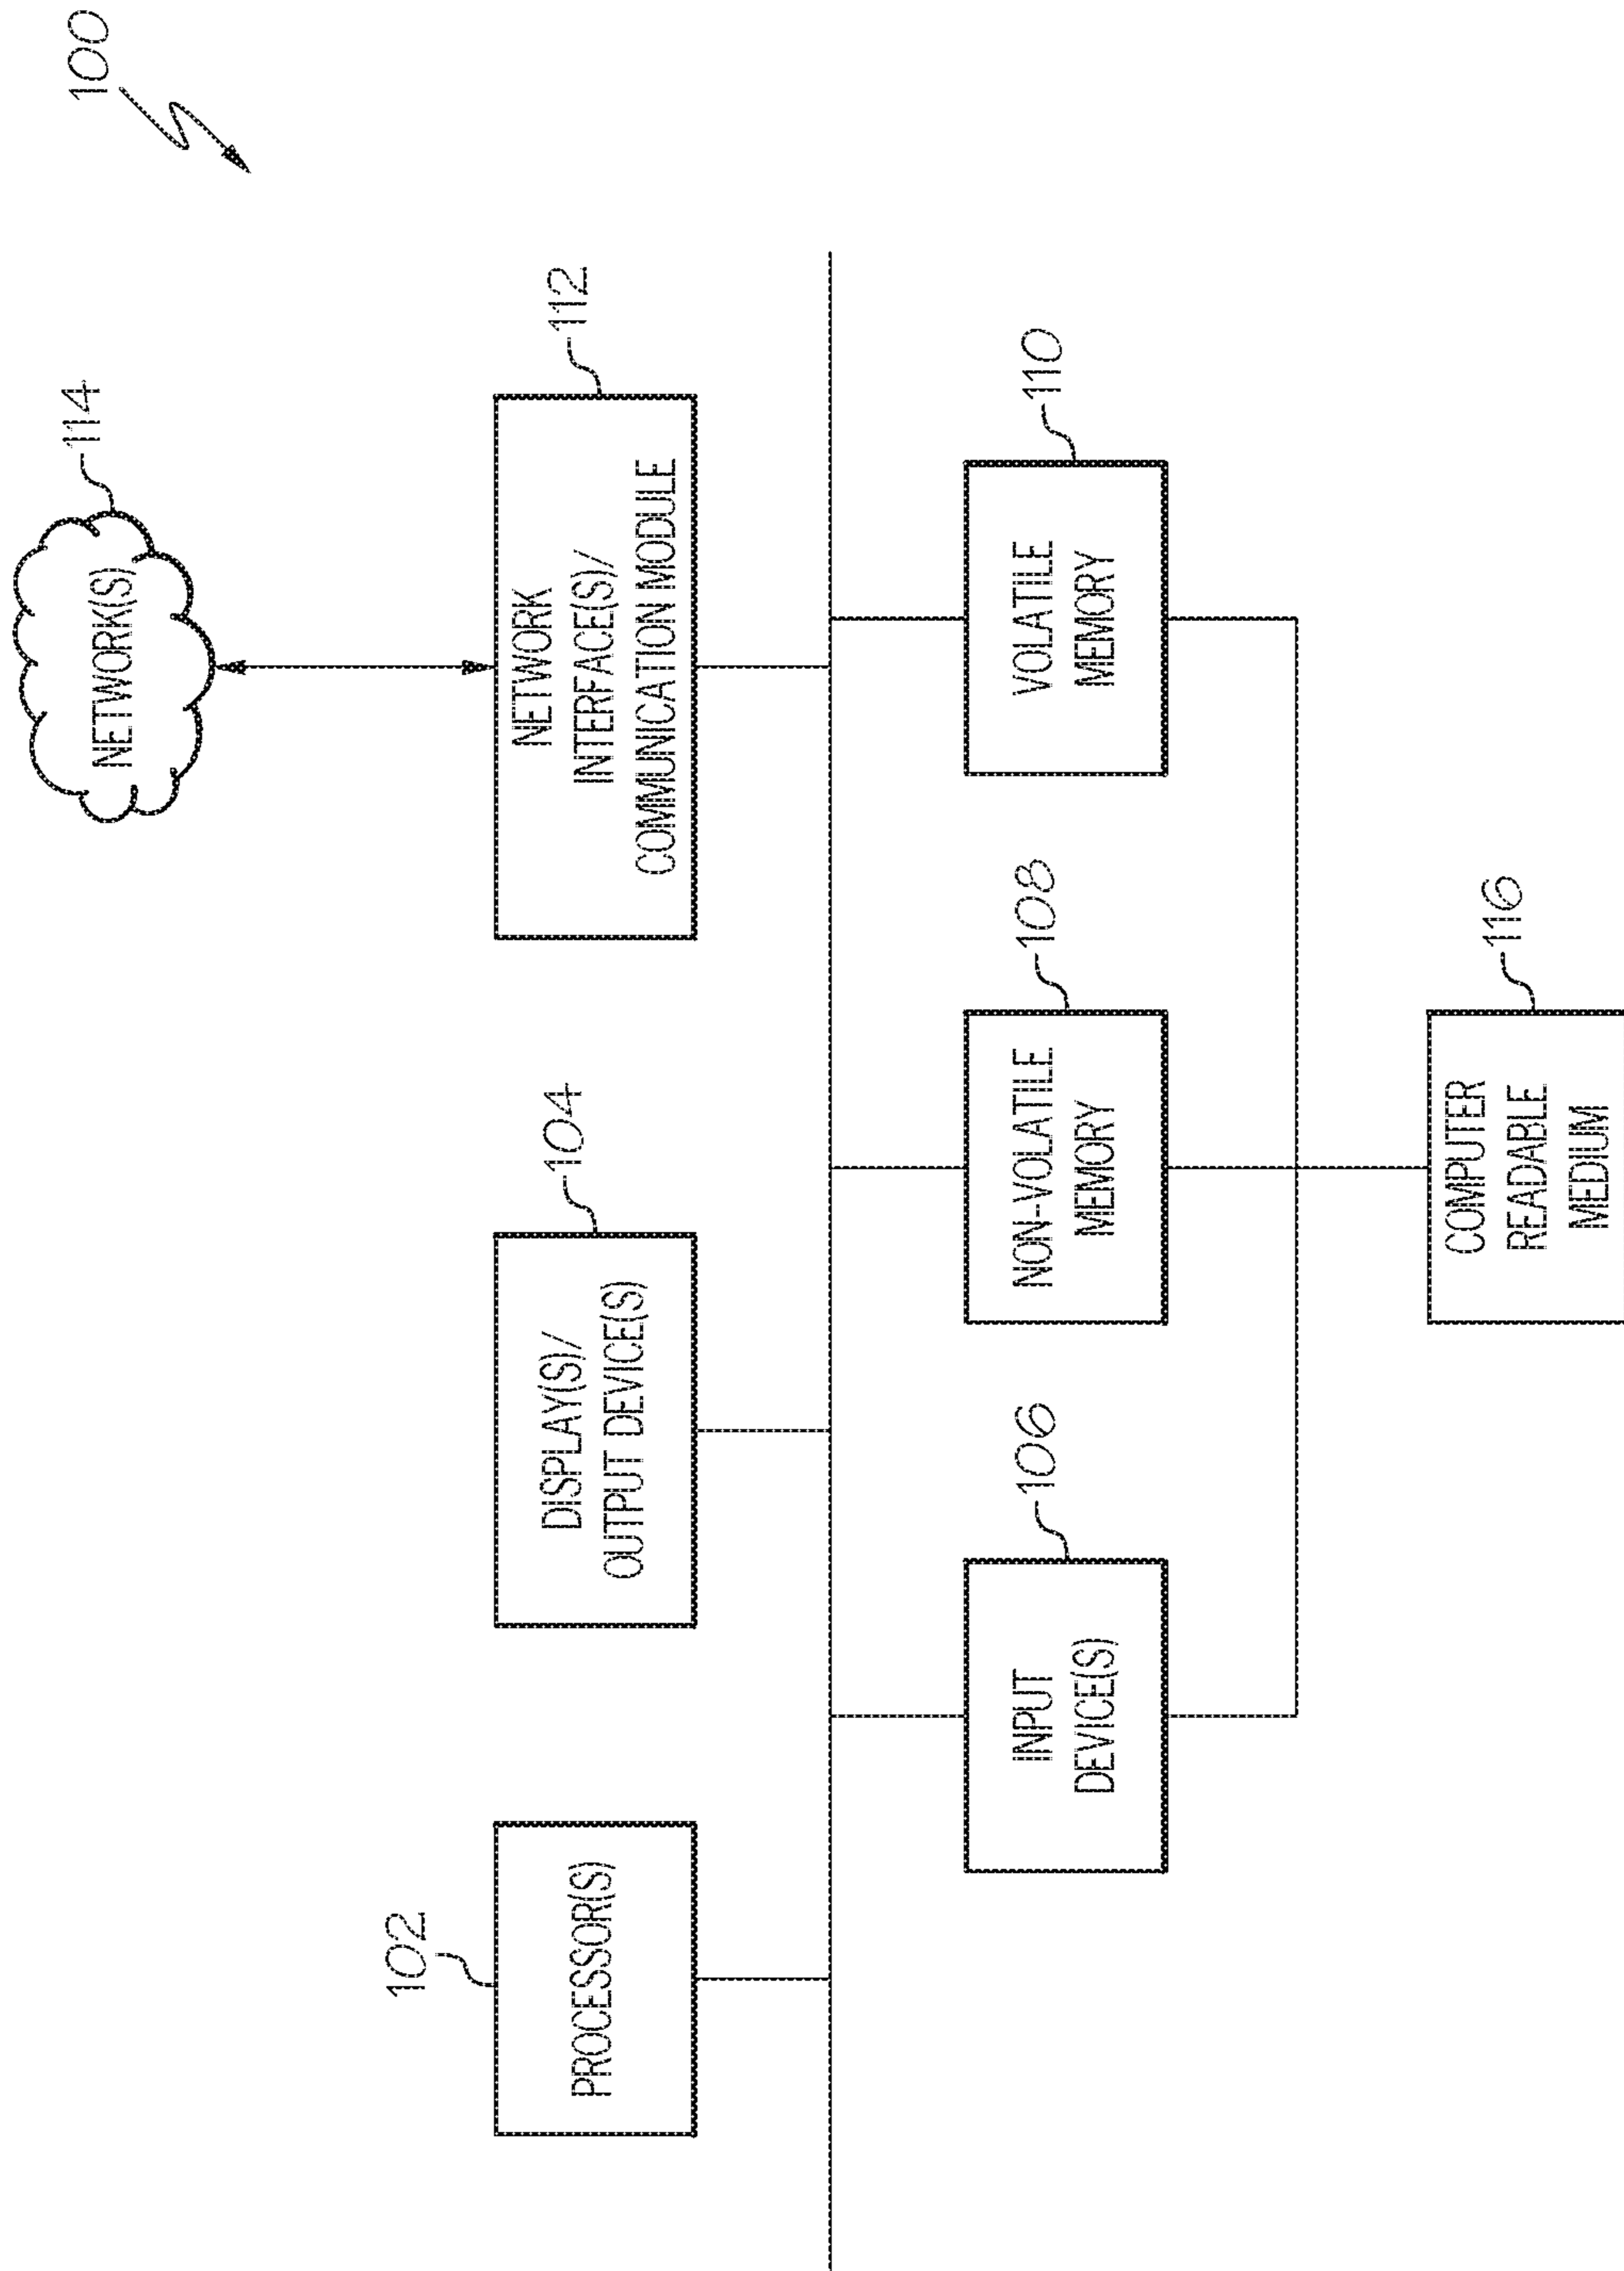 100
NETWORK(S)
114
102
PROCESSOR(S)
DISPLAY(S)/
OUTPUT DEVICE(S)
104
NETWORK
INTERFACE(S)/
COMMUNICATION MODULE
112
INPUT
DEVICE(S)
106
NON-VOLATILE
MEMORY
108
VOLATILE
MEMORY
110
COMPUTER
READABLE
MEDIUM
116